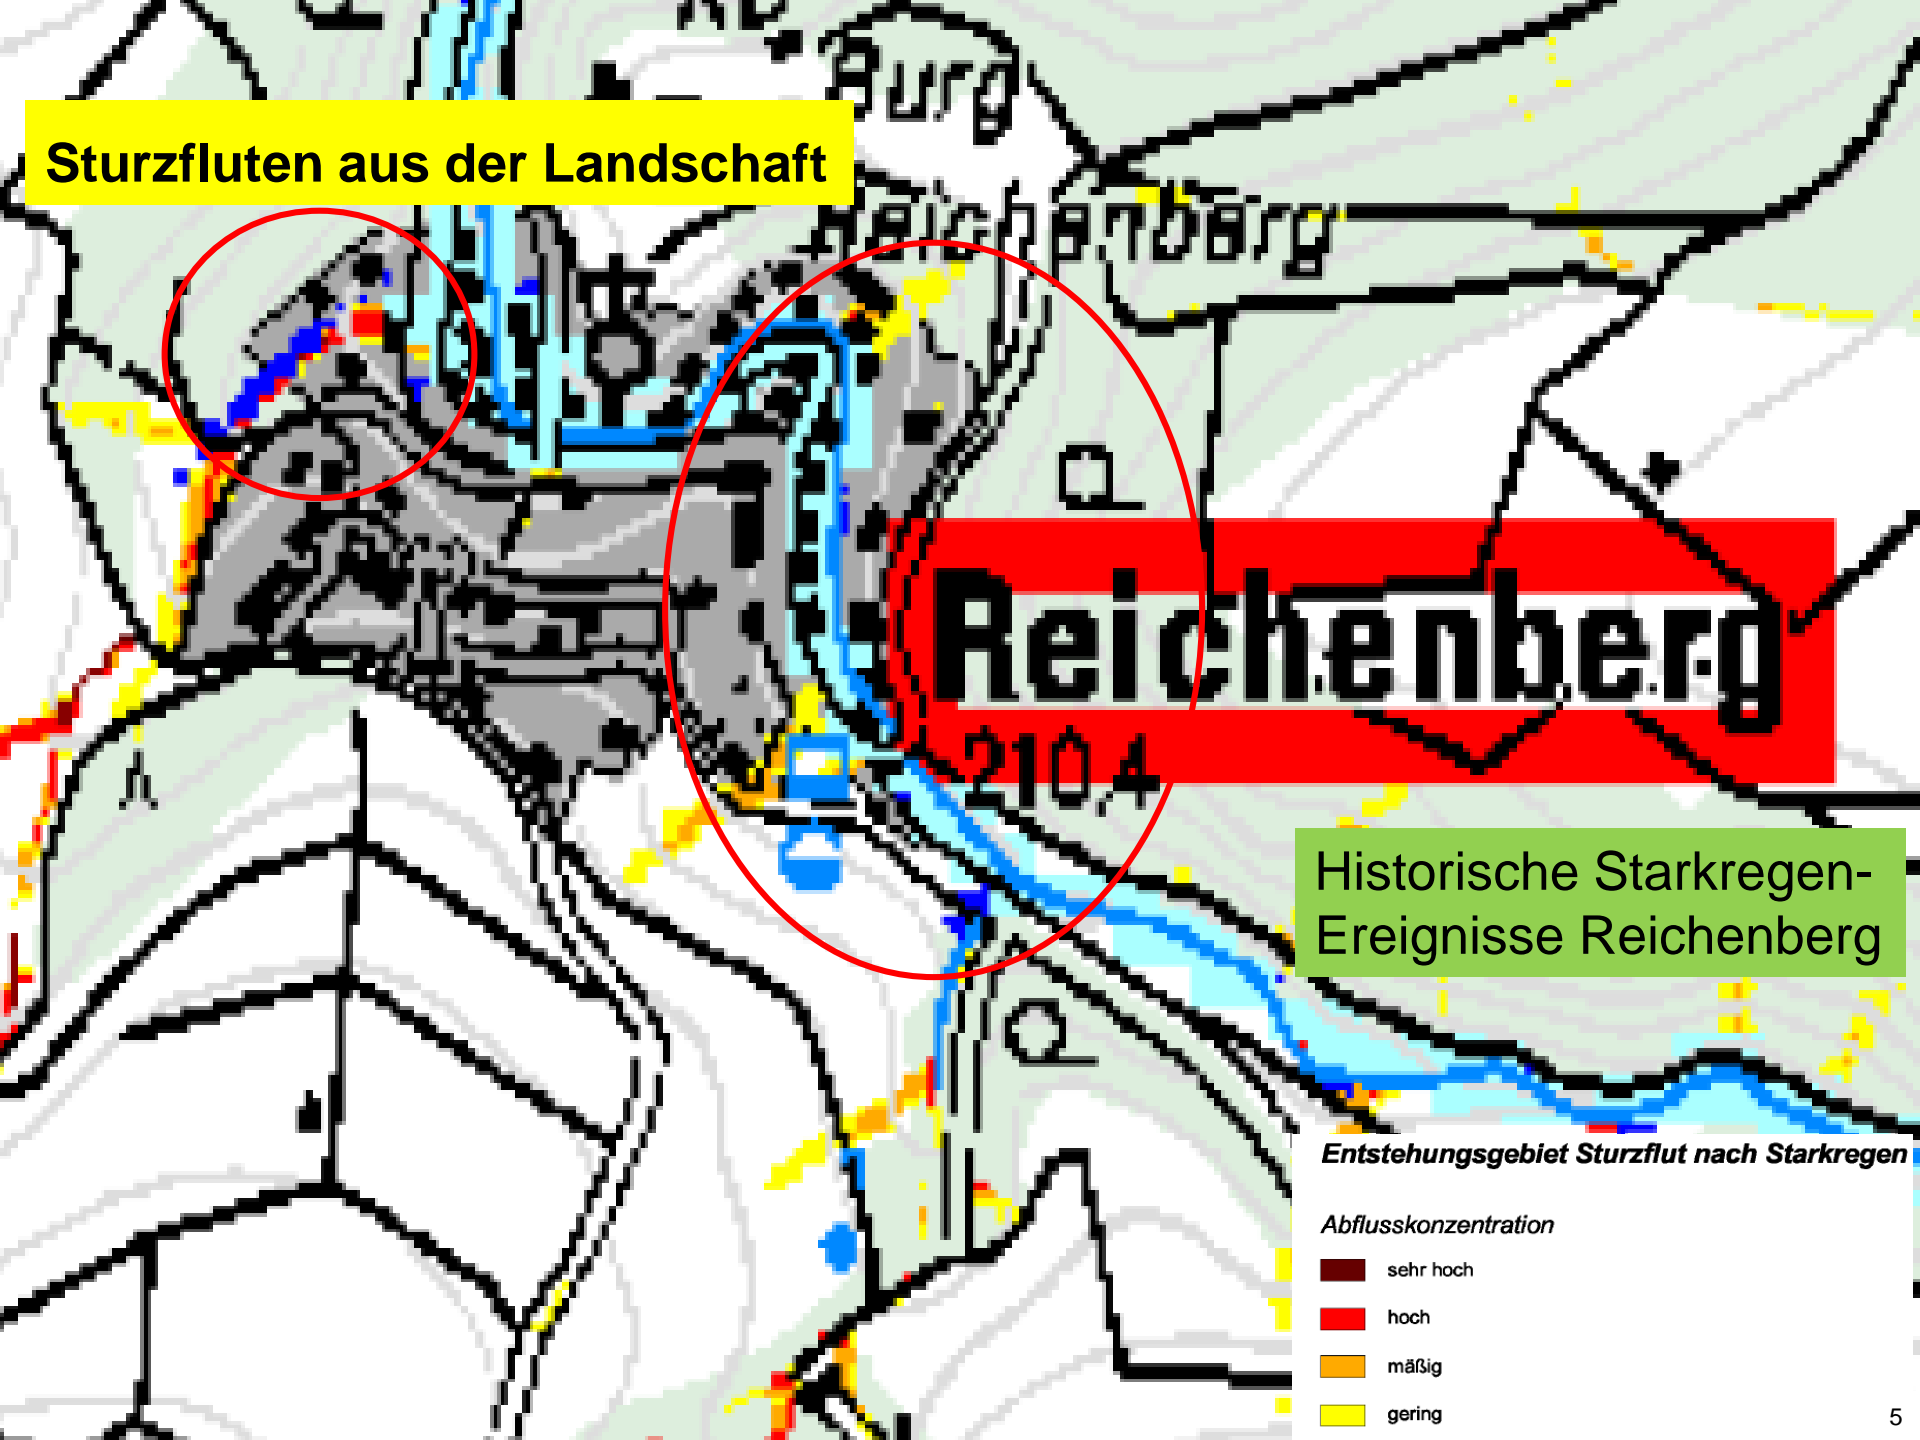 Burg
Sturzfluten aus der Landschaft
Reichenberg
Reichenberg
210,4
Historische Starkregen-
Ereignisse Reichenberg
Entstehungsgebiet Sturzflut nach Starkregen
Abflusskonzentration
sehr hoch
hoch
mäßig
gering
5